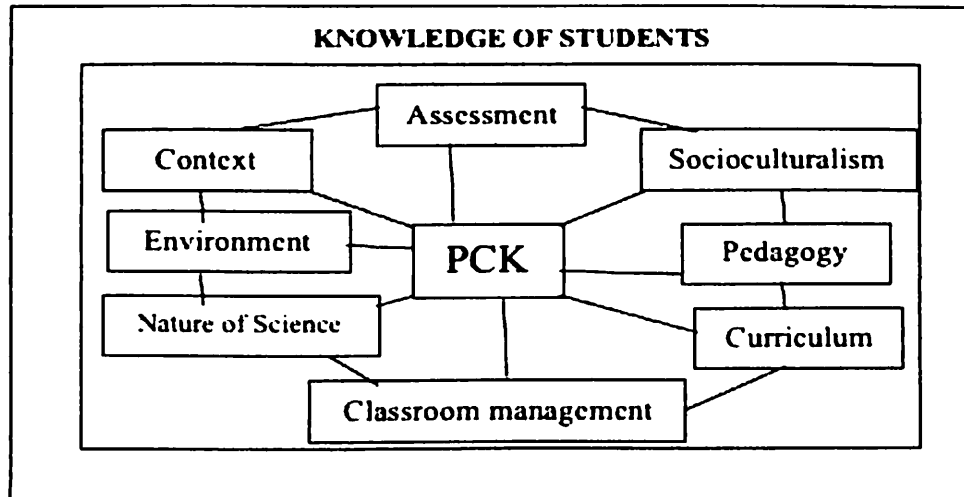 KNOWLEDGE OF STUDENTS
Assessment
Context
Socioculturalism
Environment
PCK
Pedagogy
Nature of Science
Curriculum
Classroom management